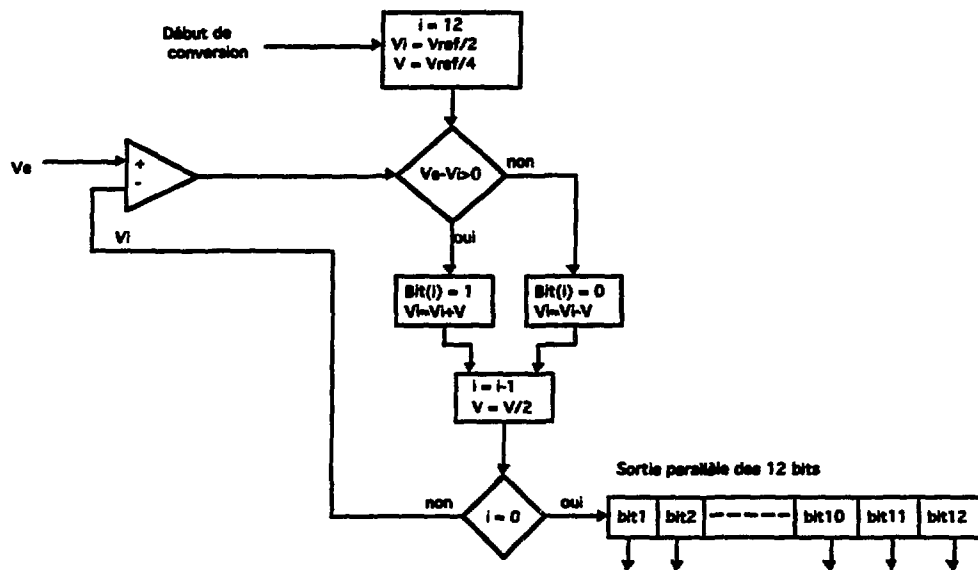 Début de
conversion
i = 12
Vi = Vref/2
V = Vref/4
Ve
+
-
Vi
Ve-Vi>0
non
oui
Bit(i) = 1
Vi=Vi+V
Bit(i) = 0
Vi=Vi-V
i = i-1
V = V/2
non
i = 0
oui
Sortie parallèle des 12 bits
bit1
bit2
bit10
bit11
bit12